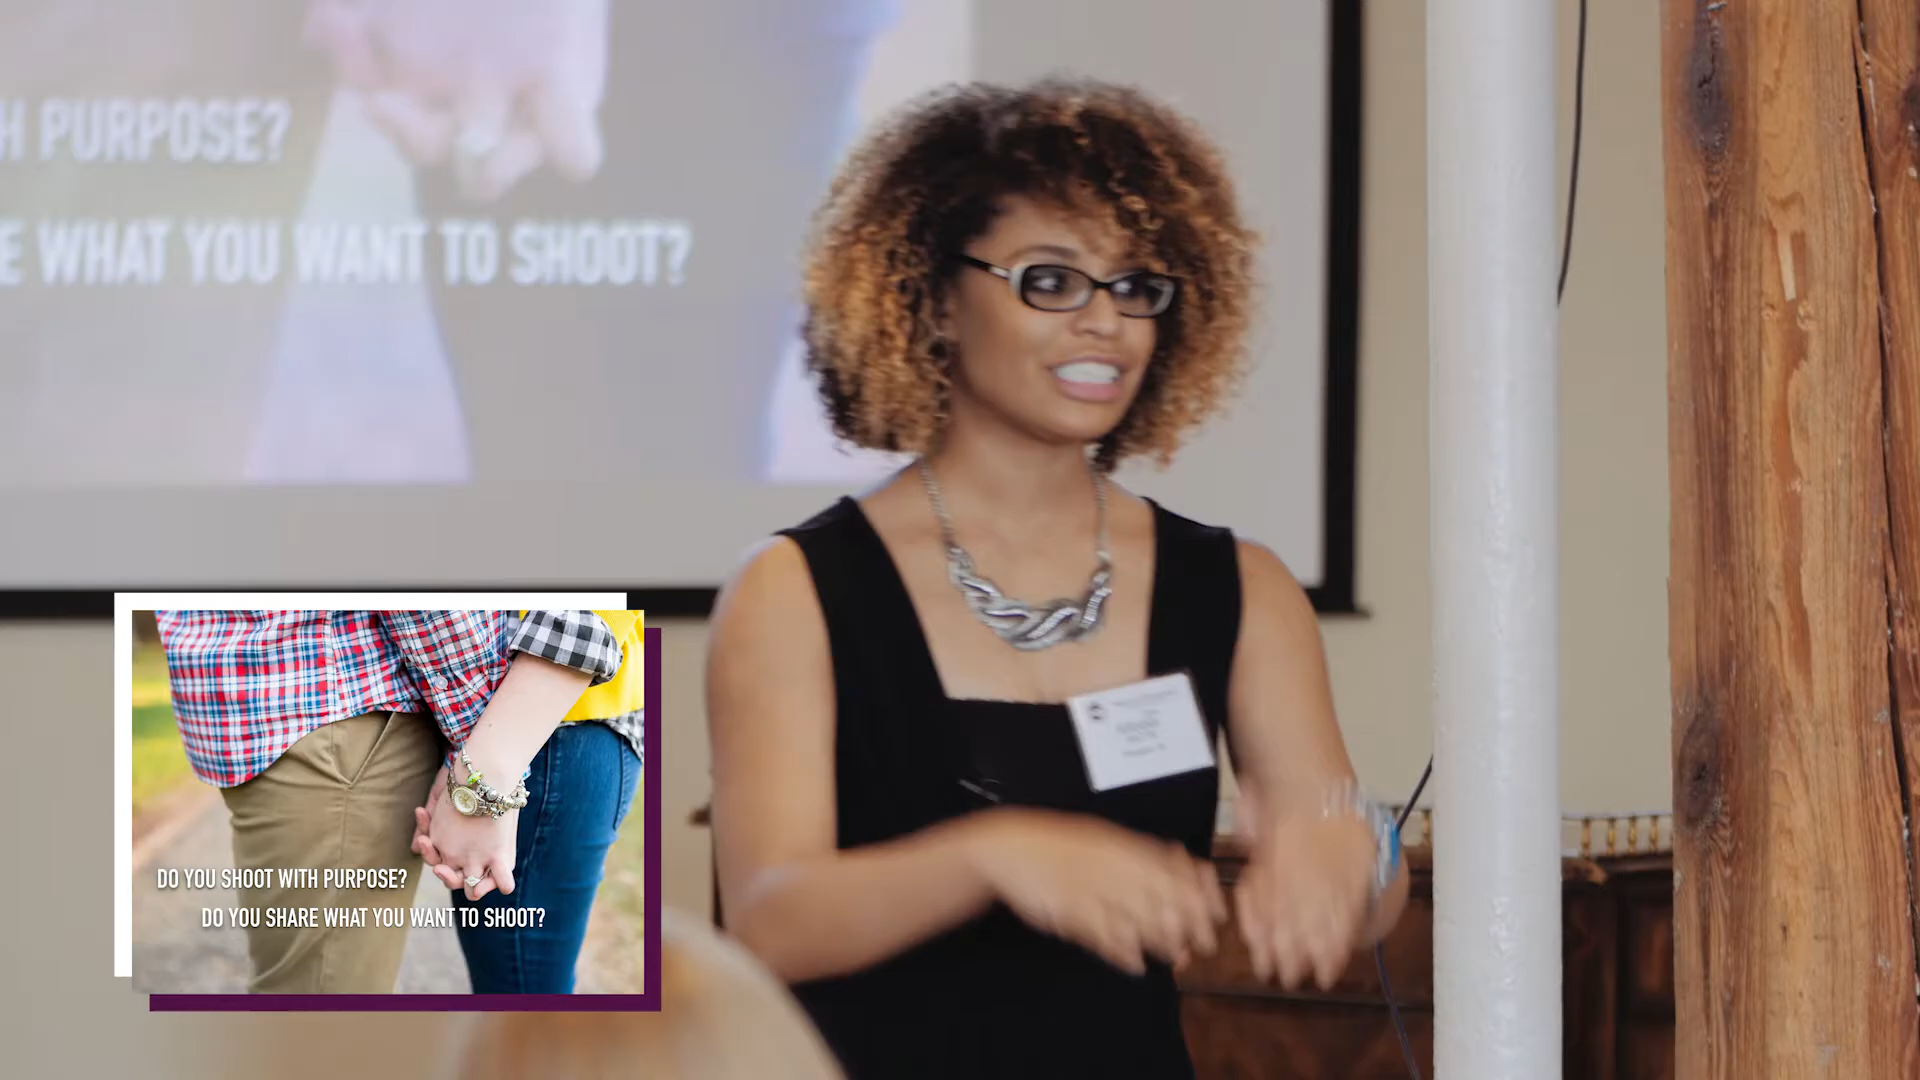 H PURPOSE?
E WHAT YOU WANT TO SHOOT?
DO YOU SHOOT WITH PURPOSE?
DO YOU SHARE WHAT YOU WANT TO SHOOT?